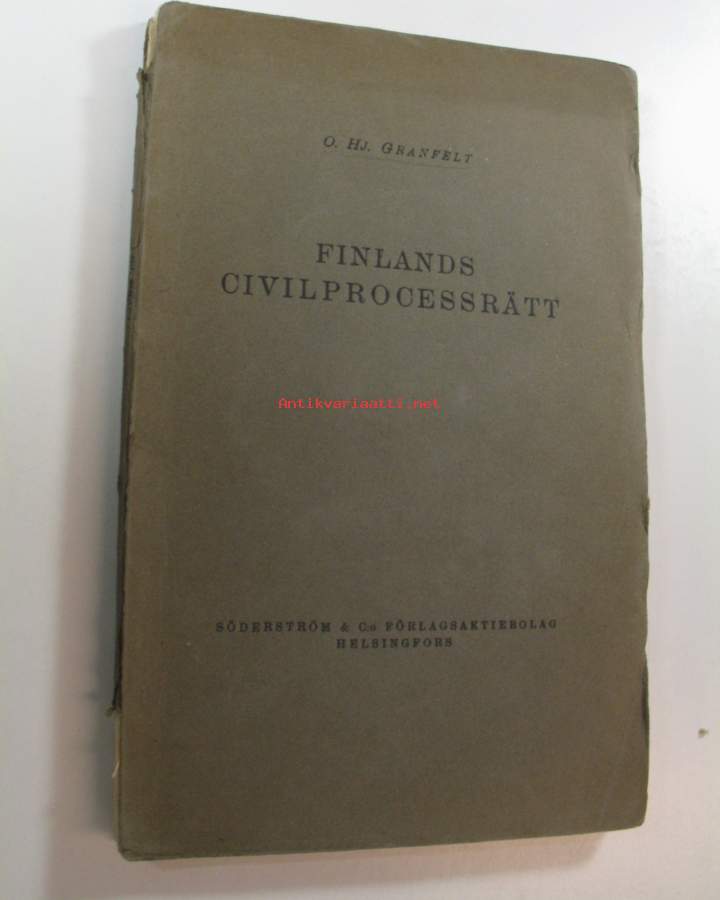 O. HJ. GRANFELT
FINLANDS
CIVILPROCESSRÄTT
Antikvariaatti.net
SÖDERSTRÖM & C:o FÖRLAGSAKTIEBOLAG
HELSINGFORS